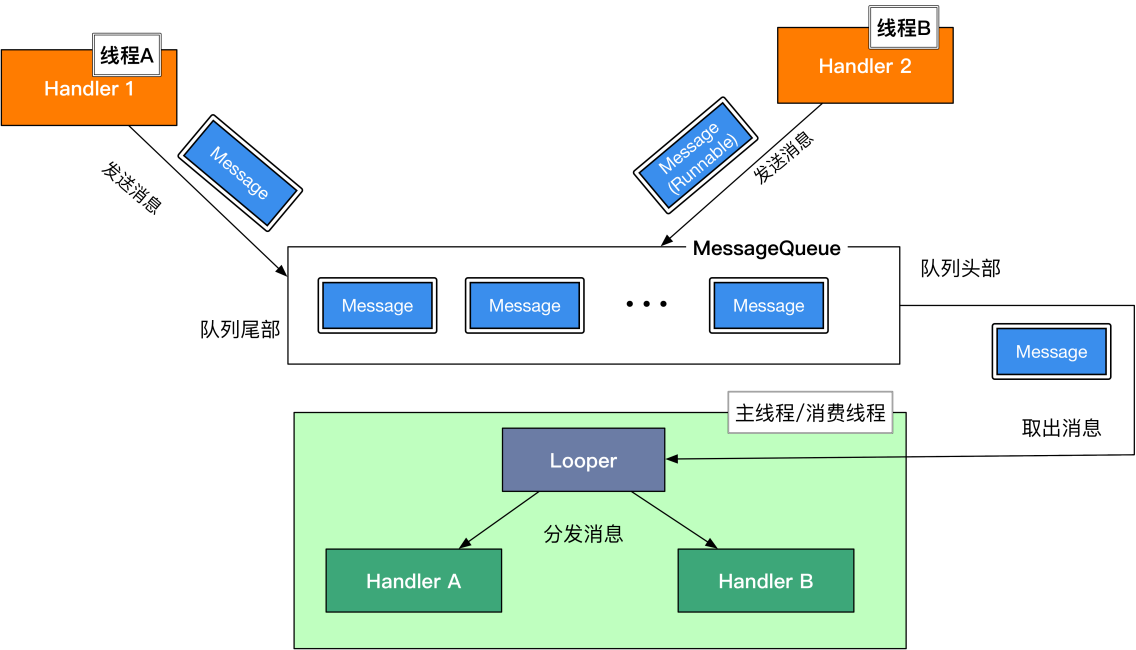 线程A
Handler 1
线程B
Handler 2
发送消息
Message
Message
(Runnable)
发送消息
MessageQueue
队列头部
Message
Message
Message
队列尾部
Message
取出消息
主线程/消费线程
Looper
分发消息
Handler A
Handler B